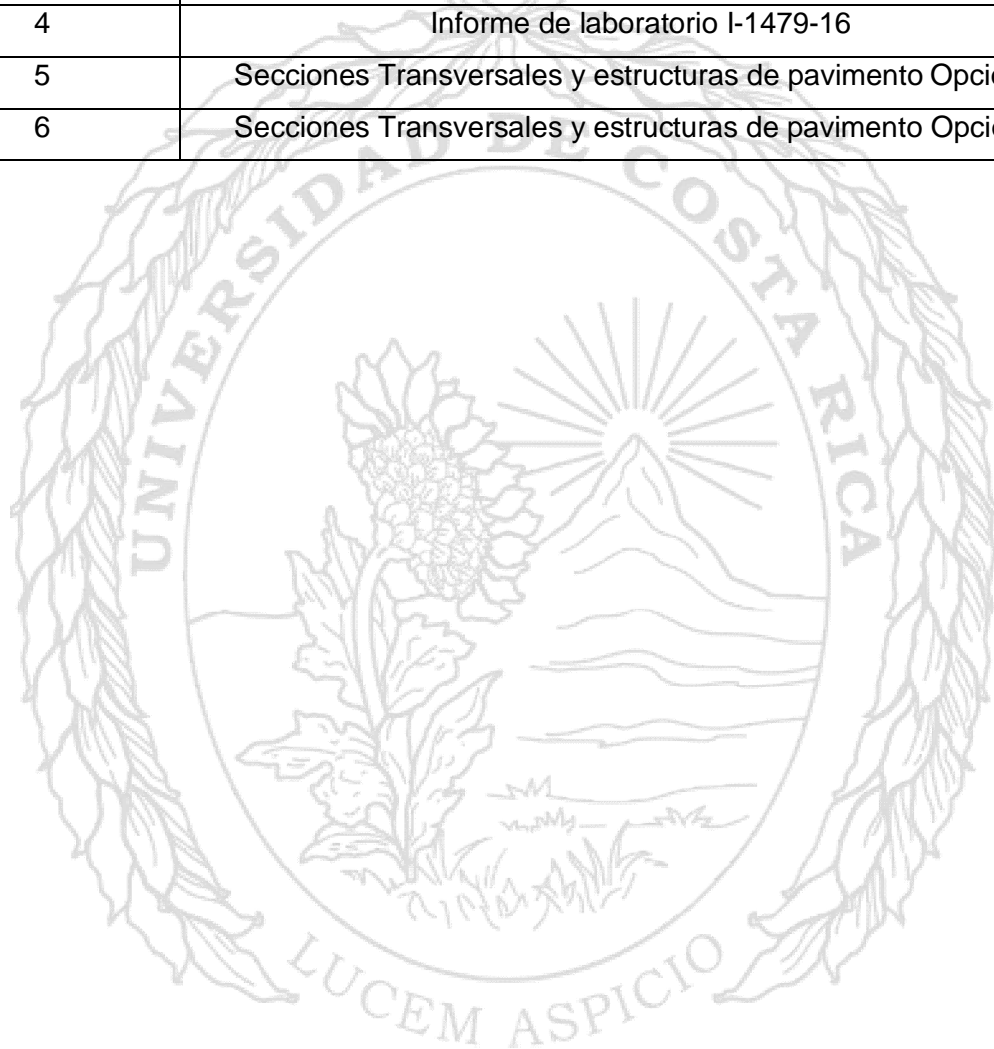 4 Informe de laboratorio I-1479-16
5 Secciones Transversales y estructuras de pavimento
6 Secciones Transversales y estructuras de pavimento
UNIVERSIDAD DE COSTA RICA
LUCEM ASPICIO